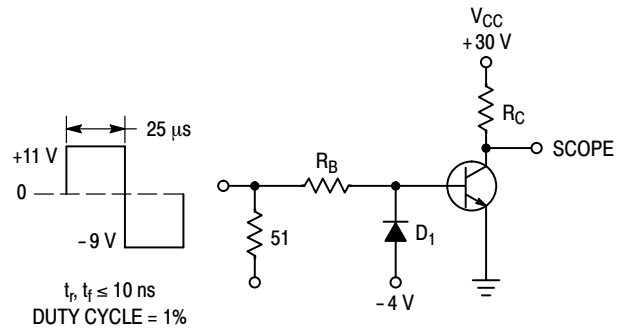 V_CC
+30 V
R_C
SCOPE
25 μs
+11 V
0
-9 V
R_B
51
D_1
-4 V
t_r, t_f ≤ 10 ns
DUTY CYCLE = 1%